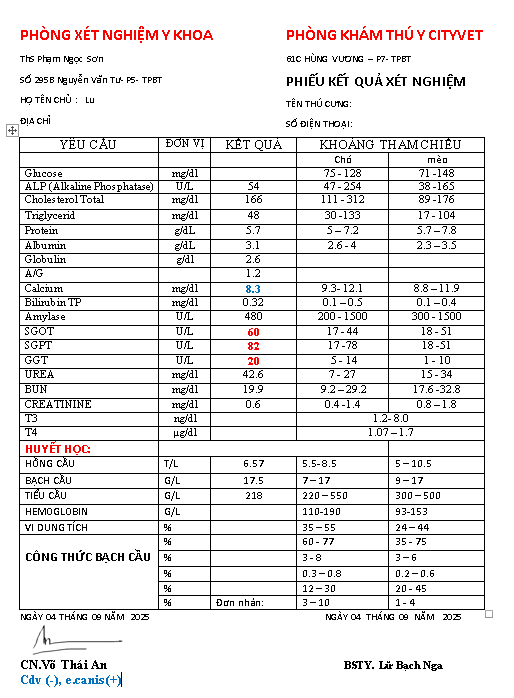 PHÒNG XÉT NGHIỆM Y KHOA
PHÒNG KHÁM THÚ Y CITYVET
ThS Phạm Ngọc Sơn
61C HÙNG VƯƠNG – P7- TPBT
SỐ 295B Nguyễn Văn Tư- P5- TPBT
PHIẾU KẾT QUẢ XÉT NGHIỆM
HỌ TÊN CHỦ : Lu
TÊN THÚ CƯNG:
ĐỊA CHỈ
SỐ ĐIỆN THOẠI:
YÊU CẦU ĐƠN VỊ KẾT QUẢ KHOẢNG THAM CHIẾU
Chó mèo
Glucose mg/dl 75 - 128 71 -148
ALP (Alkaline Phosphatase) U/L 54 47 - 254 38 -165
Cholesterol Total mg/dl 166 111 - 312 89 -176
Triglycerid mg/dl 48 30 -133 17 - 104
Protein g/dL 5.7 5 – 7.2 5.7 – 7.8
Albumin g/dL 3.1 2.6 - 4 2.3 – 3.5
Globulin g/dl 2.6
A/G 1.2
Calcium mg/dl 8.3 9.3- 12.1 8.8 – 11.9
Bilirubin TP mg/dl 0.32 0.1 – 0.5 0.1 – 0.4
Amylase U/L 480 200 - 1500 300 - 1500
SGOT U/L 60 17 - 44 18 - 51
SGPT U/L 82 17 -78 18 -51
GGT U/L 20 5 - 14 1 - 10
UREA mg/dl 42.6 7 - 27 15 - 34
BUN mg/dl 19.9 9.2 – 29.2 17.6 -32.8
CREATININE mg/dl 0.6 0.4 -1.4 0.8 – 1.8
T3 ng/dl 1.2- 8.0
T4 µg/dl 1.07 – 1.7
HUYẾT HỌC:
HỒNG CẦU T/L 6.57 5.5-8.5 5 – 10.5
BẠCH CẦU G/L 17.5 7 – 17 9 – 17
TIỂU CẦU G/L 218 220 – 550 300 – 500
HEMOGLOBIN G/L 110-190 93-153
VI DUNG TÍCH % 35 – 55 24 – 44
CÔNG THỨC BẠCH CẦU
% 60 - 77 35 - 75
% 3 - 8 3 – 6
% 0.3 – 0.8 0.2 – 0.6
% 12 – 30 20 - 45
% Đơn nhân: 3 – 10 1 - 4
NGÀY 04 THÁNG 09 NĂM 2025
NGÀY 04 THÁNG 09 NĂM 2025
CN.Võ Thái An
BSTY. Lữ Bạch Nga
Cdv (-), e.canis(+)